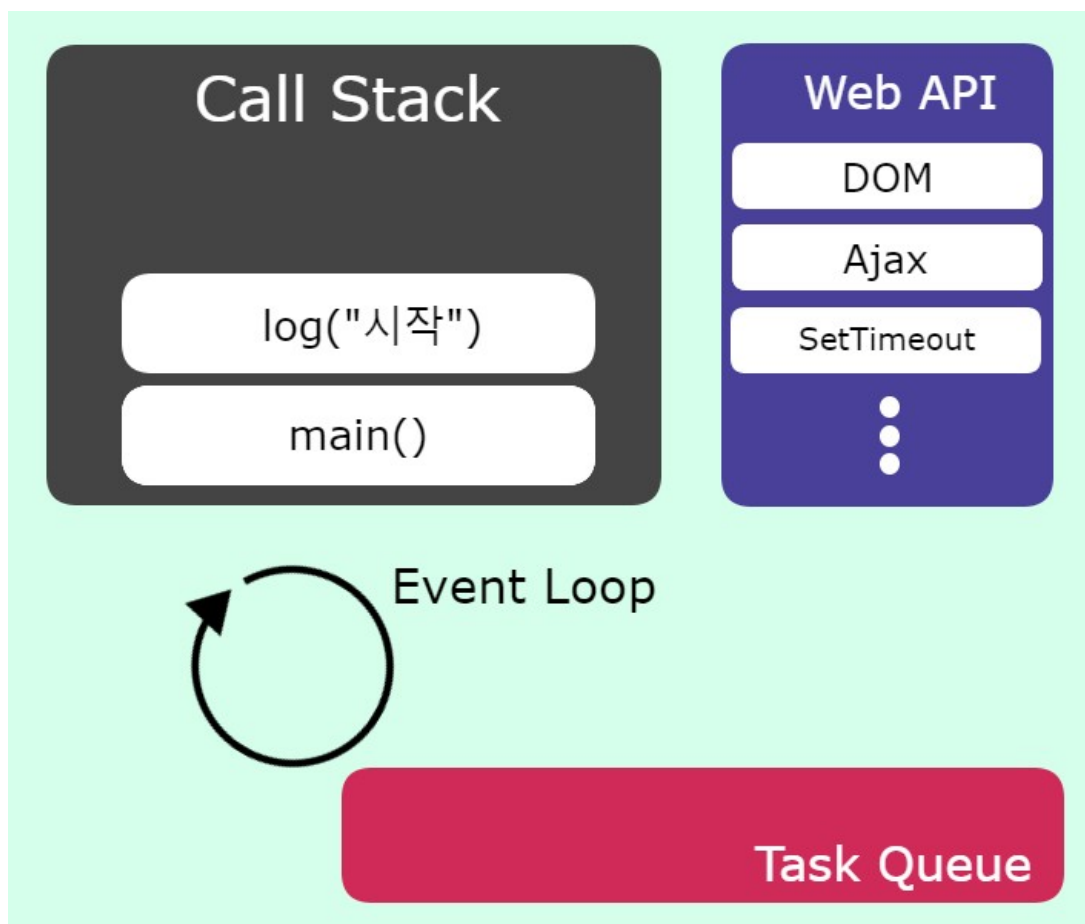 Call Stack
log("시작")
main()
Web API
DOM
Ajax
SetTimeout
Event Loop
Task Queue